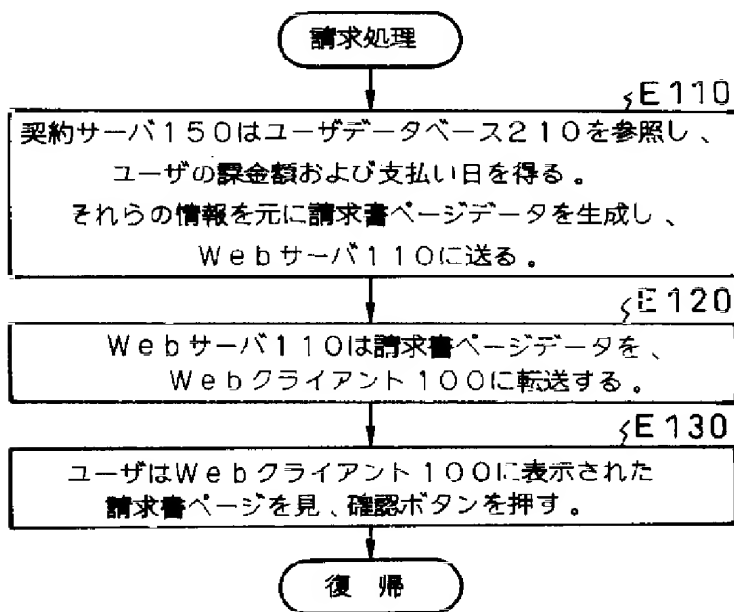 請求処理
E110
契約サーバ150はユーザデータベース210を参照し、
ユーザの課金額および支払い日を得る。
それらの情報を元に請求書ページデータを生成し、
Webサーバ110に送る。
E120
Webサーバ110は請求書ページデータを、
Webクライアント100に転送する。
E130
ユーザはWebクライアント100に表示された
請求書ページを見、確認ボタンを押す。
復 帰